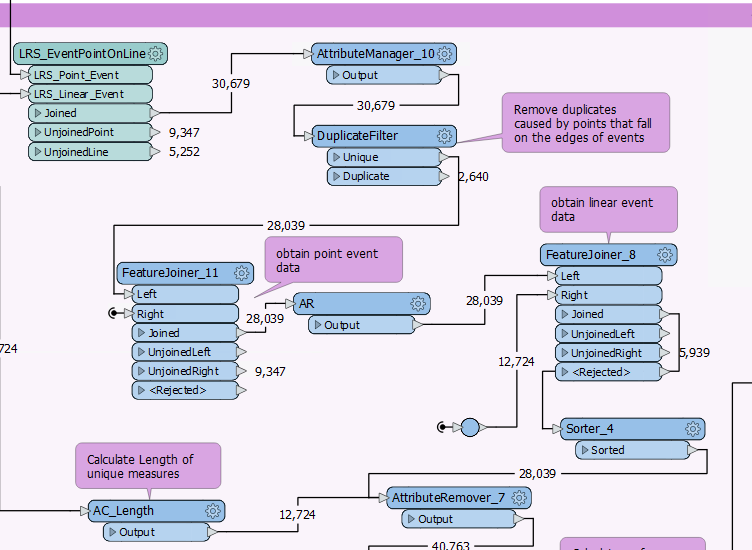 LRS_EventPointOnLine
LRS_Point_Event
LRS_Linear_Event
Joined
UnjoinedPoint
9,347
UnjoinedLine
5,252
30,679
AttributeManager_10
Output
30,679
DuplicateFilter
Unique
Duplicate
2,640
Remove duplicates
caused by points that fall
on the edges of events
28,039
obtain linear event
data
FeatureJoiner_11
Left
Right
Joined
UnjoinedLeft
UnjoinedRight
9,347
<Rejected>
obtain point event
data
28,039
AR
Output
28,039
FeatureJoiner_8
Left
Right
Joined
UnjoinedLeft
UnjoinedRight
5,939
<Rejected>
12,724
724
Sorter_4
Sorted
28,039
Calculate Length of
unique measures
AC_Length
Output
12,724
AttributeRemover_7
Output
40,763